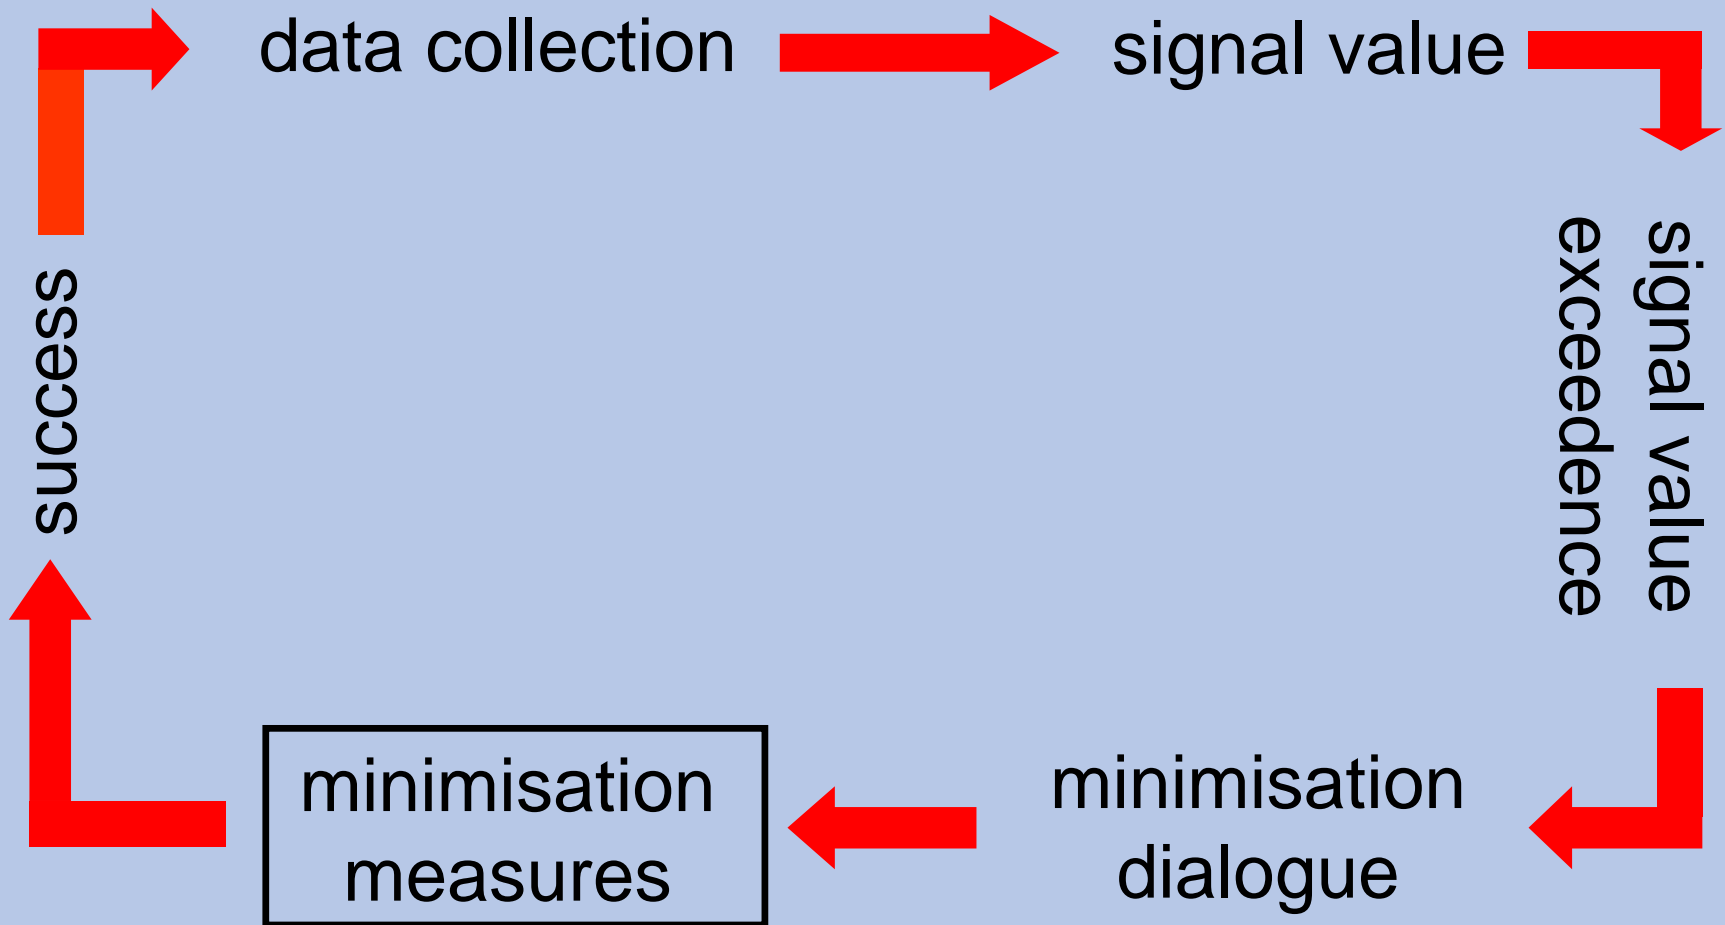 data collection
signal value
signal value
exceedence
minimisation
dialogue
minimisation
measures
success